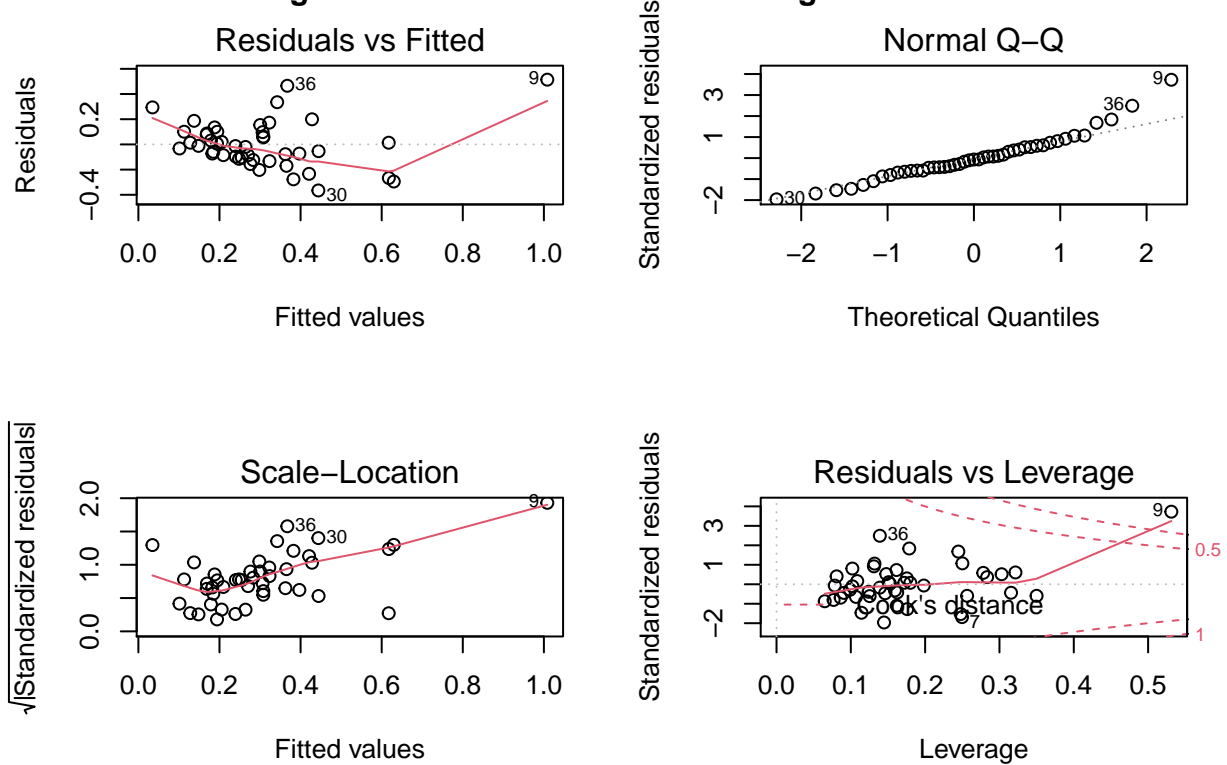 g
g
Residuals vs Fitted
Residuals
0.2
−0.4
36
9
30
0.0 0.2 0.4 0.6 0.8 1.0
Fitted values
Normal Q−Q
Standardized residuals
3
1
−2
9
36
30
−2 −1 0 1 2
Theoretical Quantiles
Scale−Location
√|Standardized residuals|
2.0
1.0
0.0
9
36
30
0.0 0.2 0.4 0.6 0.8 1.0
Fitted values
Residuals vs Leverage
Standardized residuals
3
1
−2
9
36
7
Cook's distance
0.5
1
0.0 0.1 0.2 0.3 0.4 0.5
Leverage